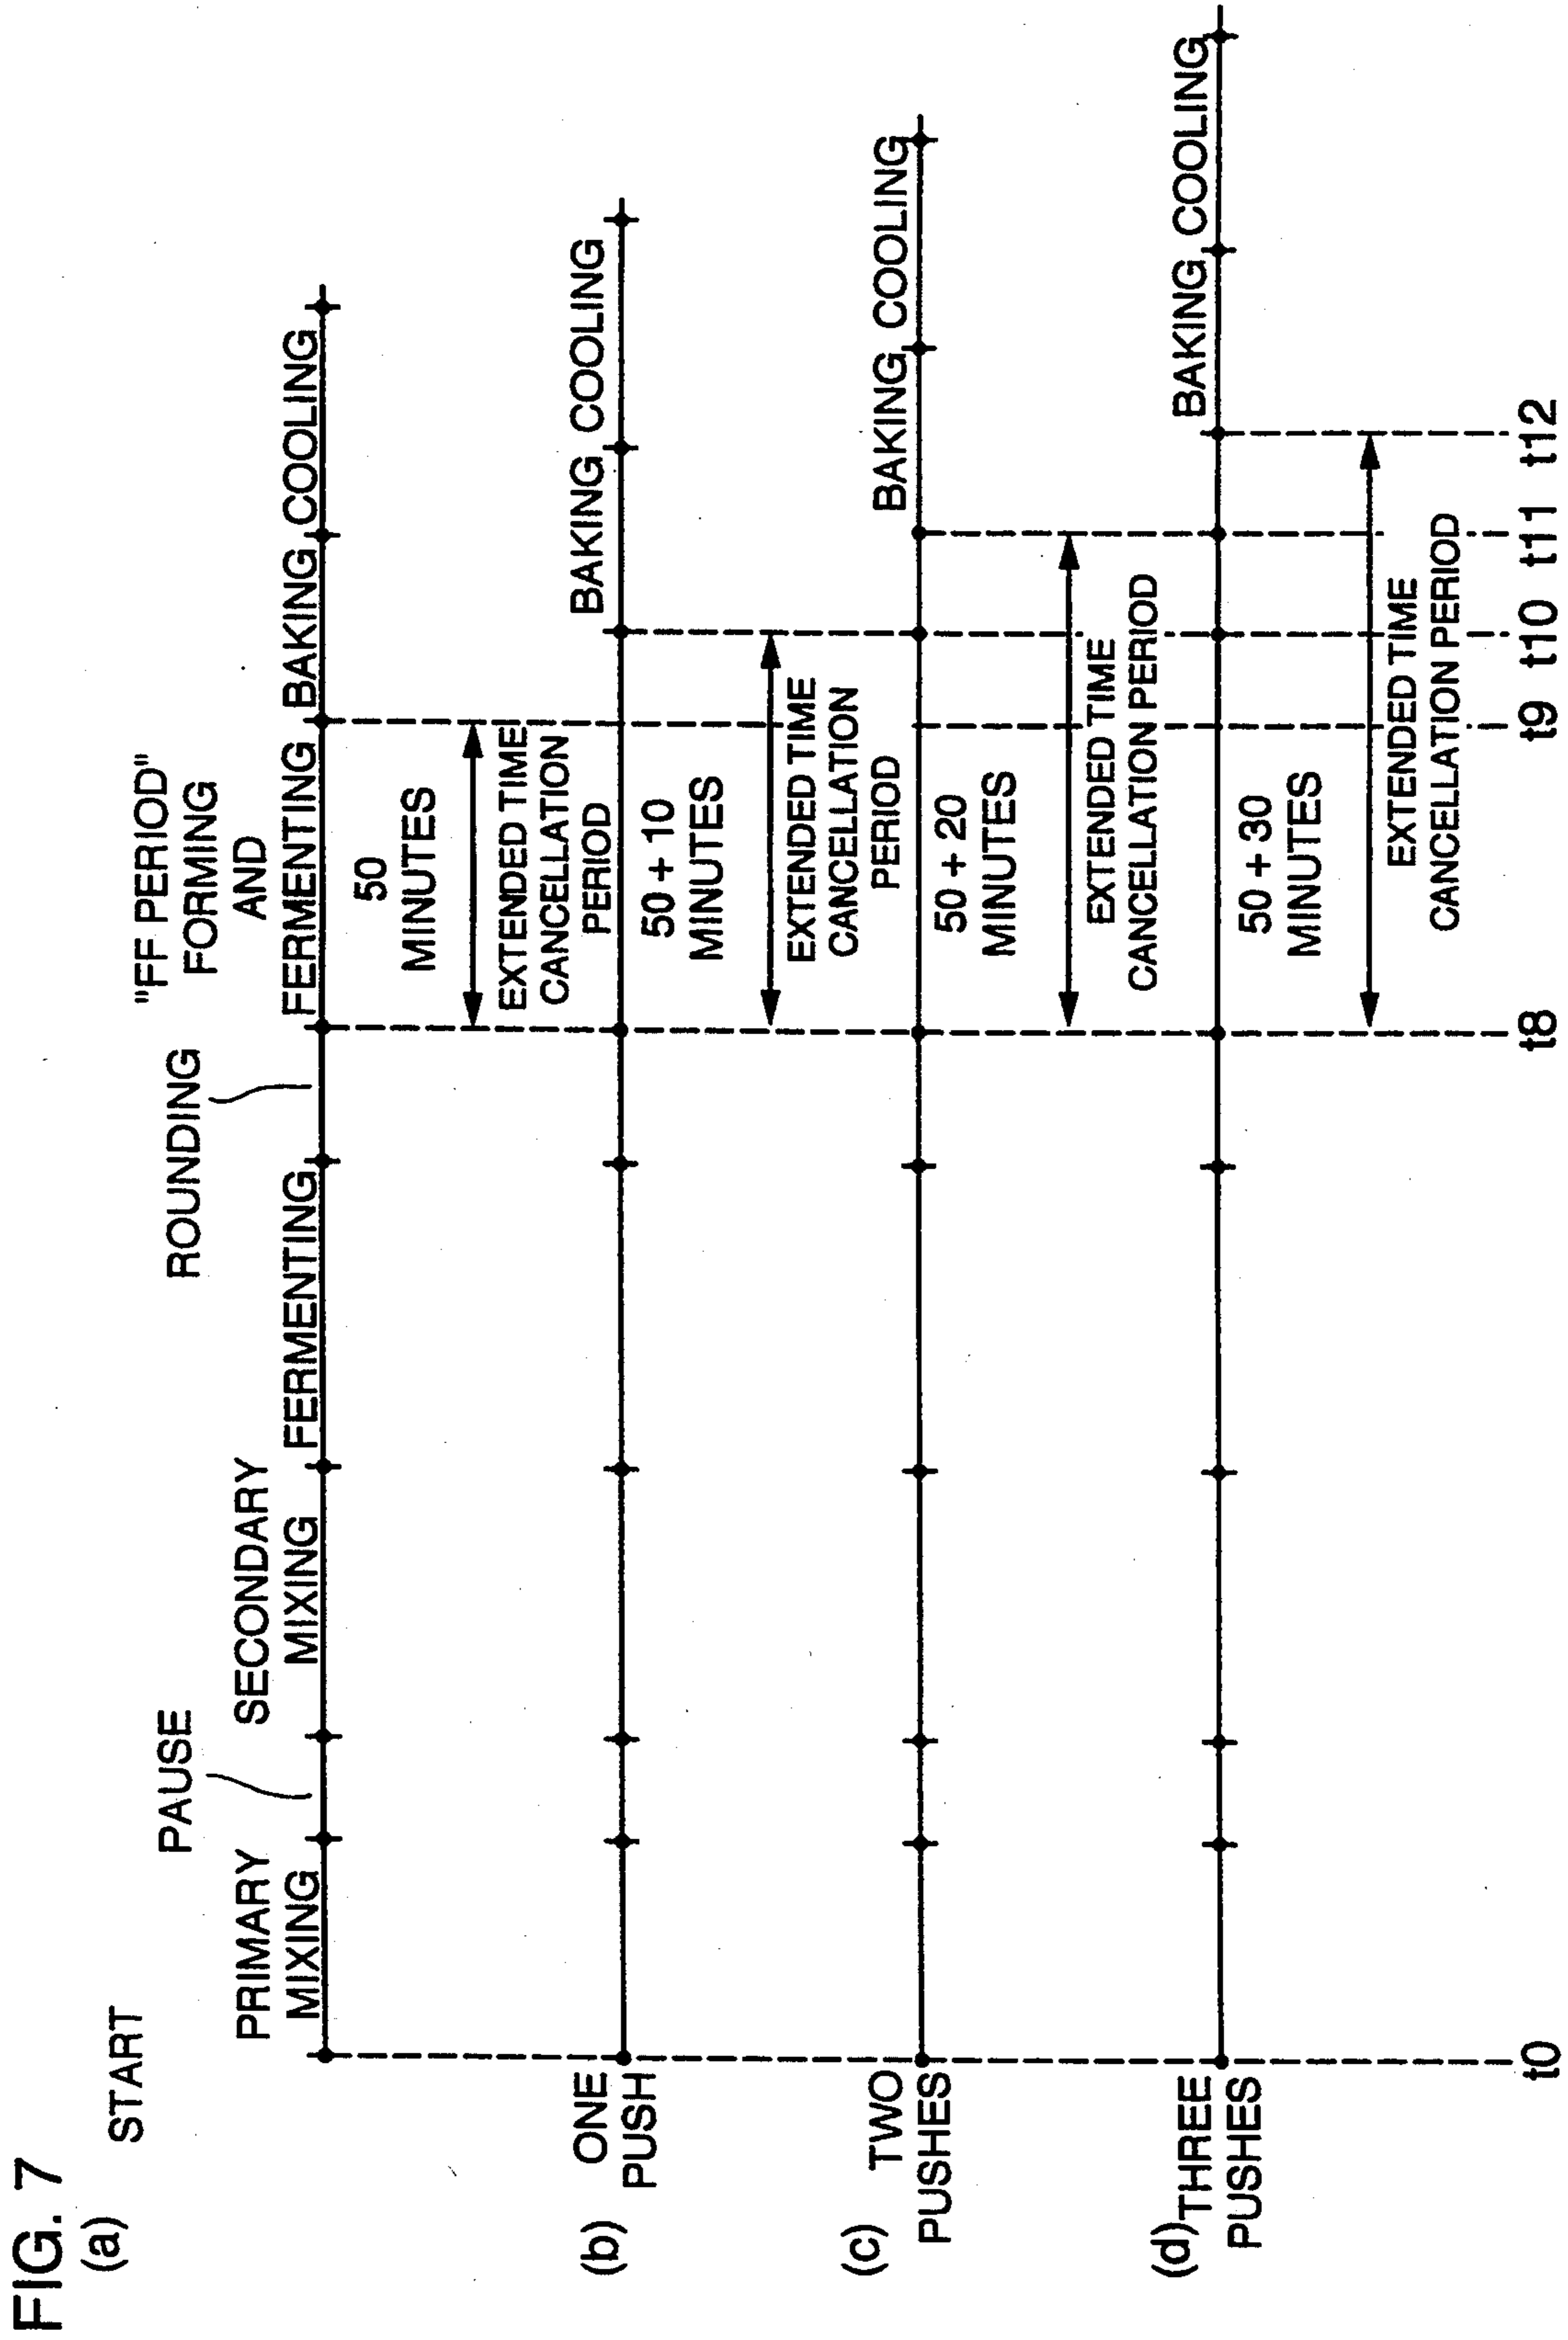 FIG. 7
(a)
START
PRIMARY
MIXING
PAUSE
SECONDARY
MIXING
FERMENTING
ROUNDING
"FF PERIOD"
FORMING
AND
FERMENTING
BAKING
COOLING
50
MINUTES
EXTENDED TIME
CANCELLATION
PERIOD
(b)
ONE
PUSH
BAKING
COOLING
50 + 10
MINUTES
EXTENDED TIME
CANCELLATION
PERIOD
(c)
TWO
PUSHES
BAKING
COOLING
50 + 20
MINUTES
EXTENDED TIME
CANCELLATION PERIOD
(d)
THREE
PUSHES
BAKING
COOLING
50 + 30
MINUTES
EXTENDED TIME
CANCELLATION PERIOD
t0
t8
t9
t10
t11
t12